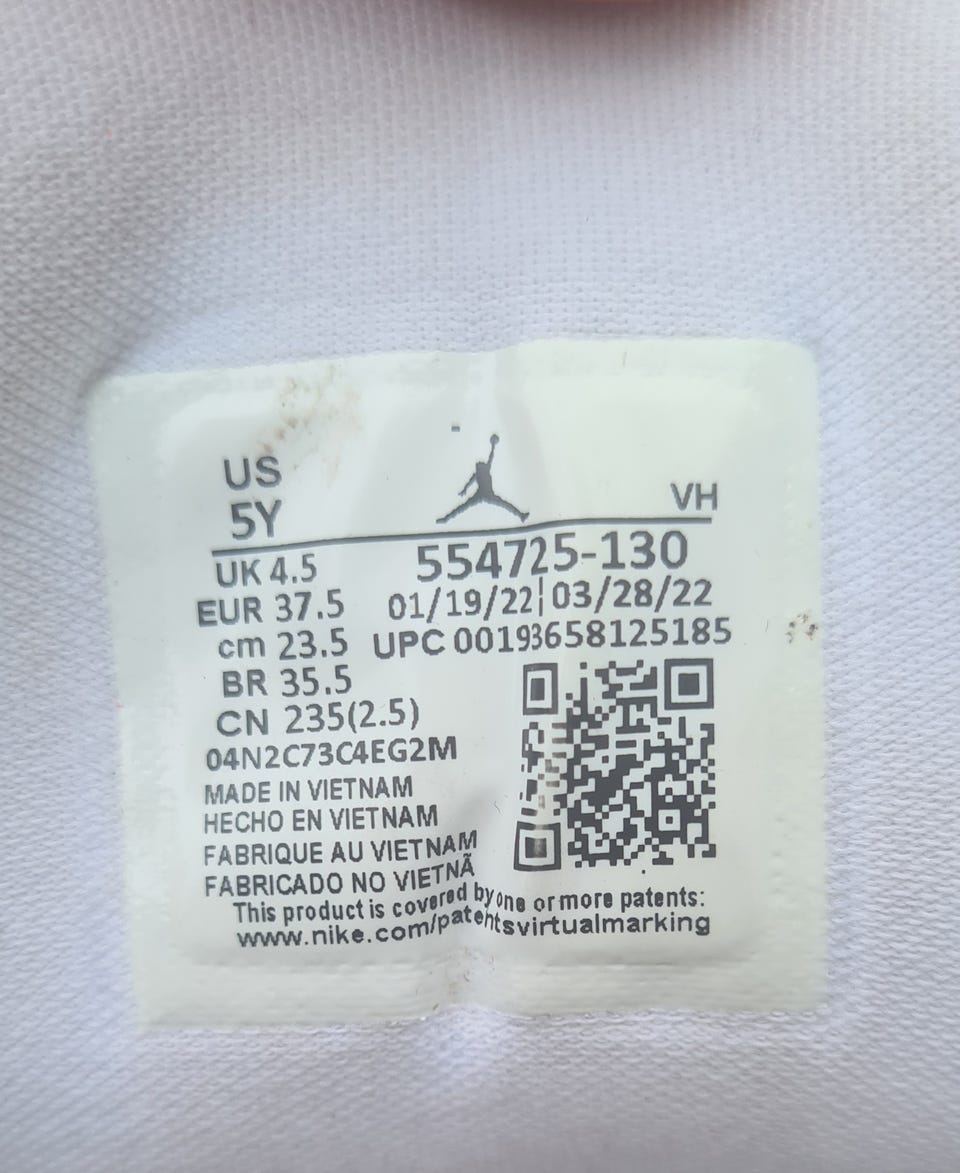 US
5Y
VH
UK 4.5
554725-130
EUR 37.5
01/19/22|03/28/22
cm 23.5
UPC 00193658125185
BR 35.5
CN 235(2.5)
04N2C73C4EG2M
MADE IN VIETNAM
HECHO EN VIETNAM
FABRIQUE AU VIETNAM
FABRICADO NO VIETNÃ
This product is covered by one or more patents:
www.nike.com/patentsvirtualmarking